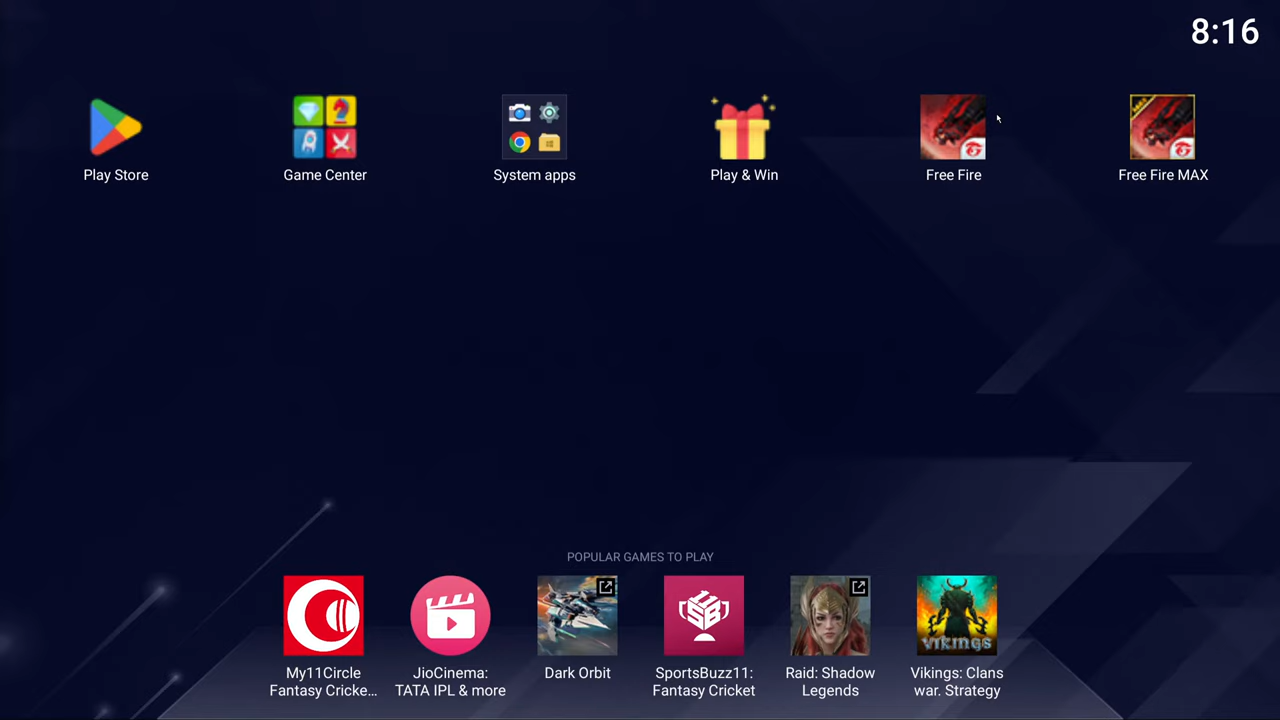 8:16
Play Store
Game Center
System apps
Play & Win
Free Fire
Free Fire MAX
POPULAR GAMES TO PLAY
My11Circle
Fantasy Cricke...
JioCinema:
TATA IPL & more
Dark Orbit
SportsBuzz11:
Fantasy Cricket
Raid: Shadow
Legends
VIKINGS
Vikings: Clans
war. Strategy